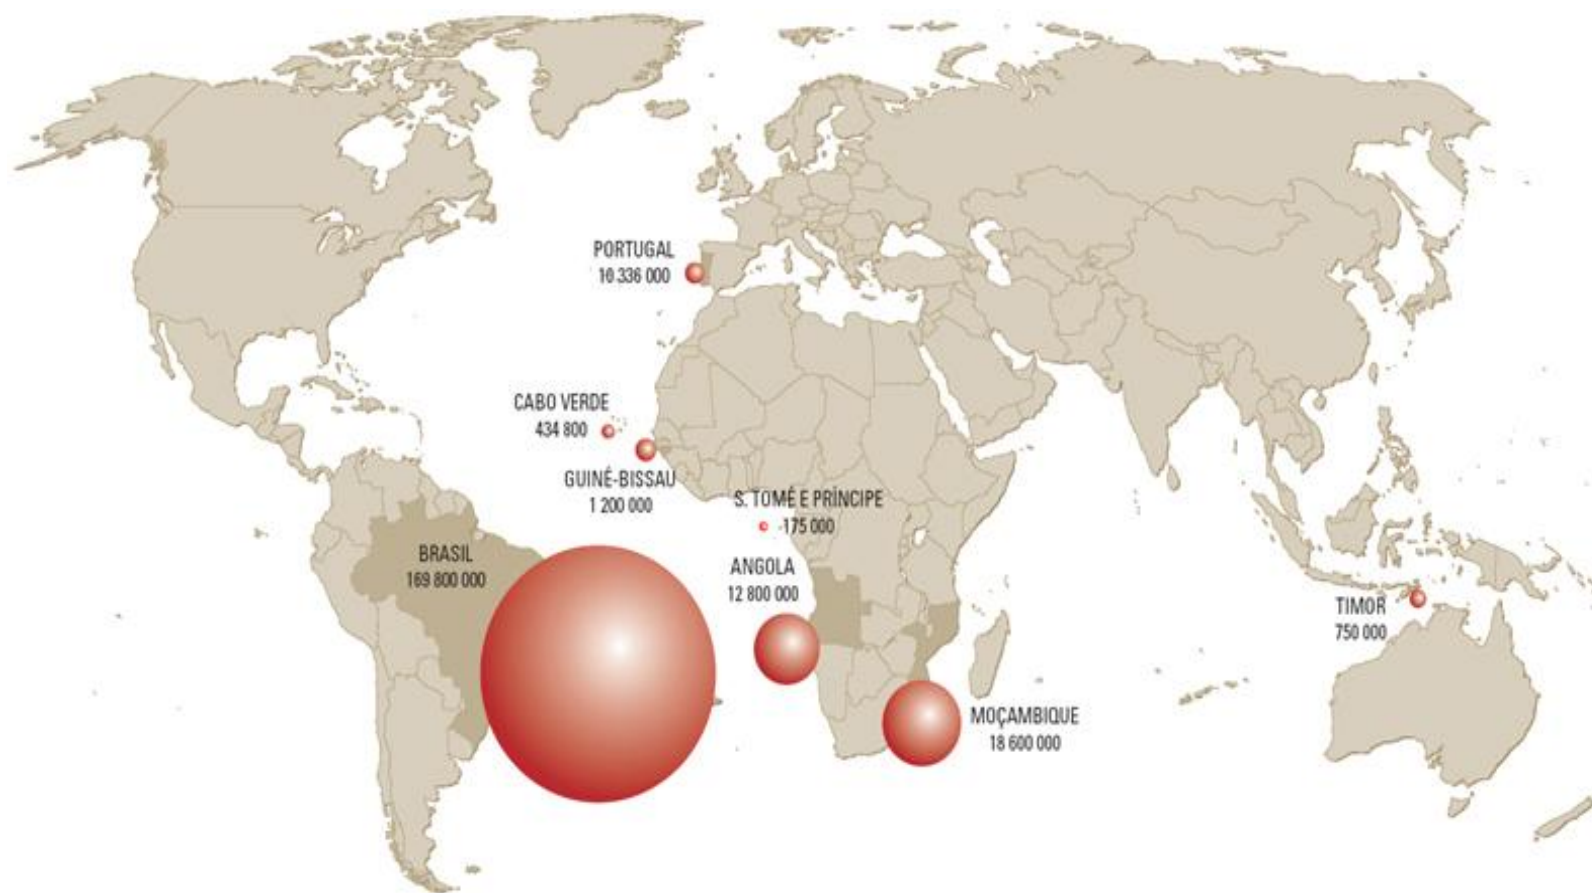 PORTUGAL
10 336 000
CABO VERDE
434 800
GUINÉ-BISSAU
1 200 000
S. TOMÉ E PRÍNCIPE
175 000
BRASIL
169 800 000
ANGOLA
12 800 000
TIMOR
750 000
MOÇAMBIQUE
18 600 000